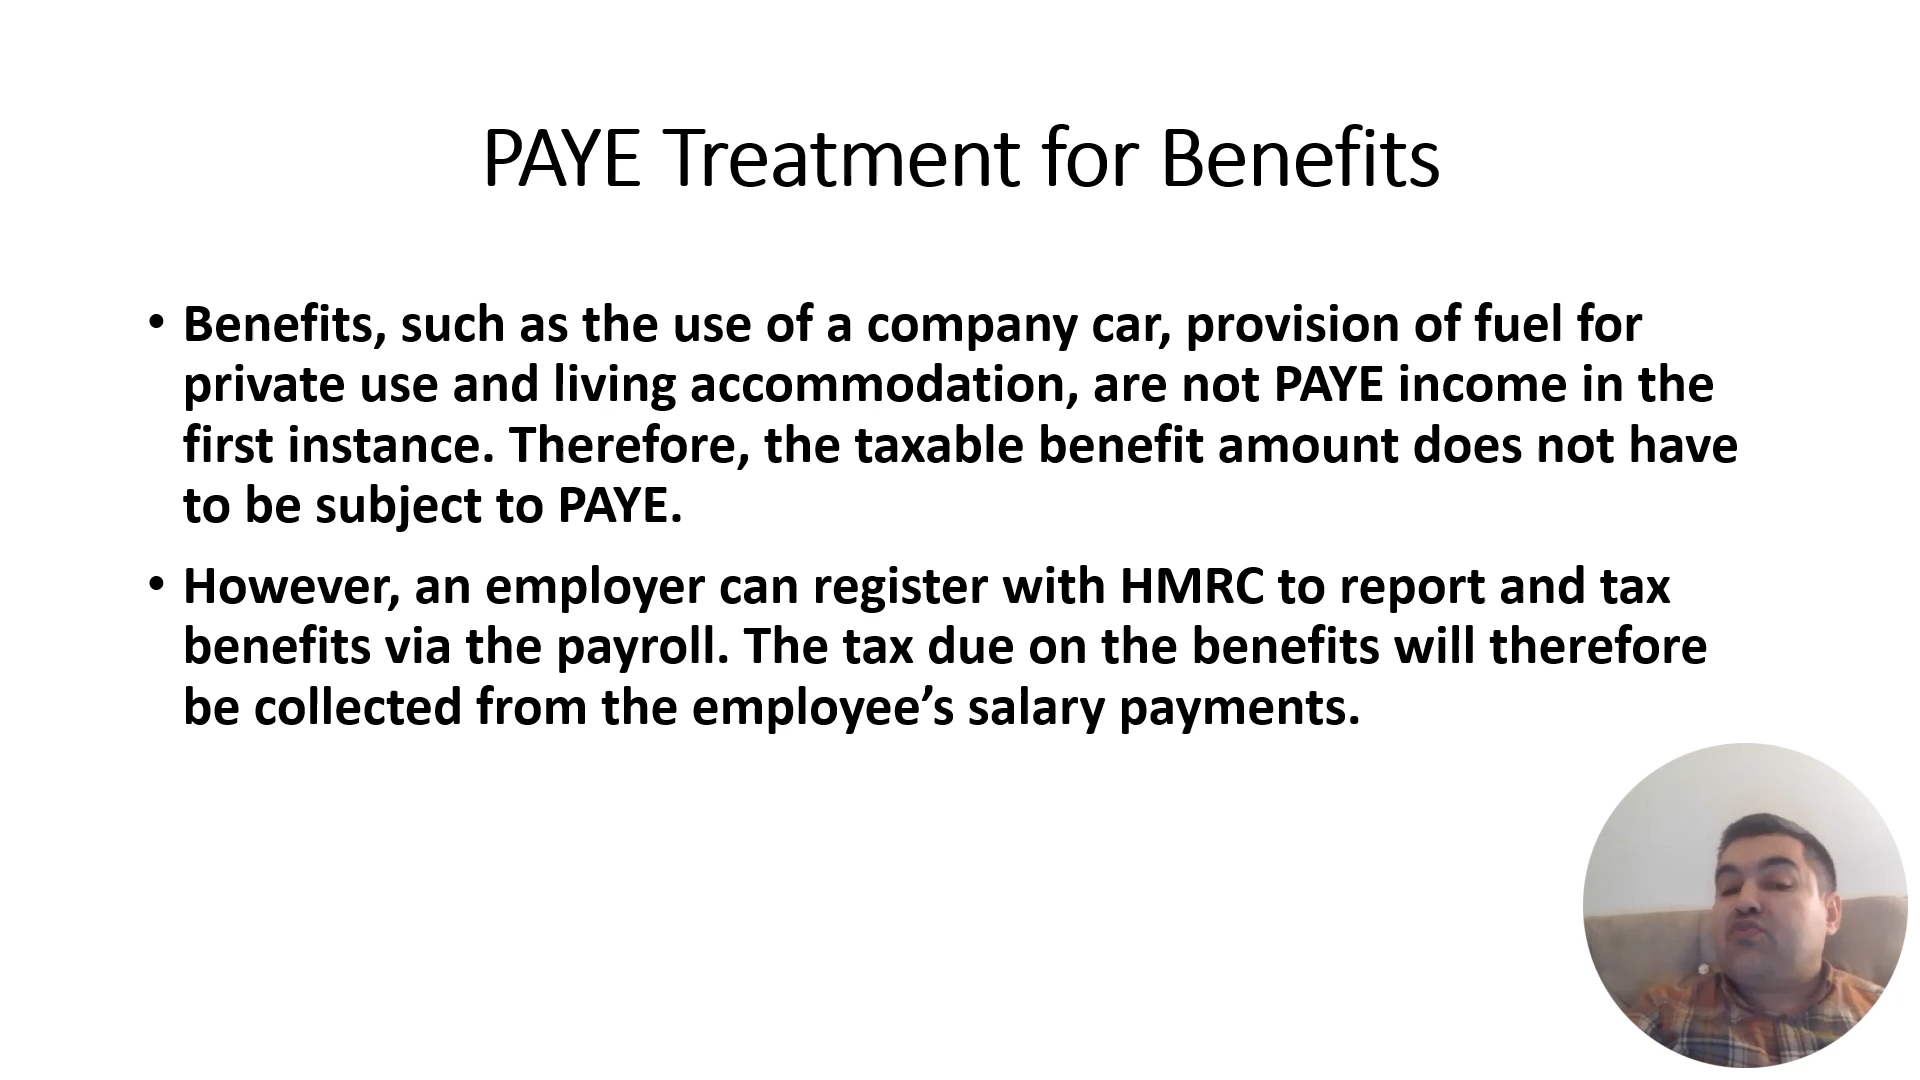 PAYE Treatment for Benefits
• Benefits, such as the use of a company car, provision of fuel for
private use and living accommodation, are not PAYE income in the
first instance. Therefore, the taxable benefit amount does not have
to be subject to PAYE.
• However, an employer can register with HMRC to report and tax
benefits via the payroll. The tax due on the benefits will therefore
be collected from the employee’s salary payments.